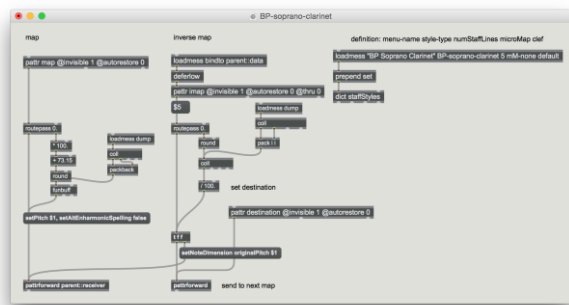 BP-soprano-clarinet
map
inverse map
definition: menu-name style-type numStaffLines microMap clef
pattr map @invisible 1 @autorestore 0
loadmess bindto parent::data
loadmess "BP Soprano Clarinet" BP-soprano-clarinet 5 mM-none default
deferlow
prepend set
pattr imap @invisible 1 @autorestore 0 @thru 0
dict staffStyles
$5
loadmess dump
coll
routepass 0.
routepass 0.
* 100.
loadmess dump
round
pack i i
+ 73.15
coll
coll
round
packback
funbuff
/ 100.
set destination
setPitch $1, setAltEnharmonicSpelling false
pattr destination @invisible 1 @autorestore 0
t f f
setNoteDimension originalPitch $1
pattrforward parent::receiver
pattrforward
send to next map